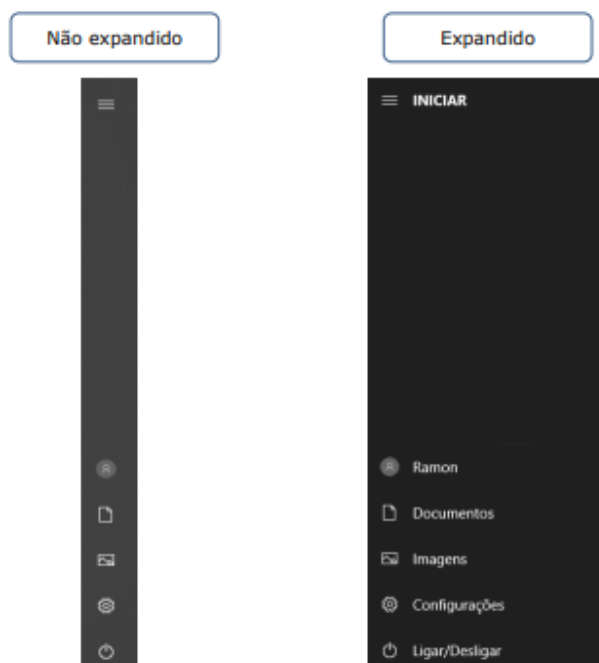 Não expandido
Expandido
INICIAR
Ramon
Documentos
Imagens
Configurações
Ligar/Desligar